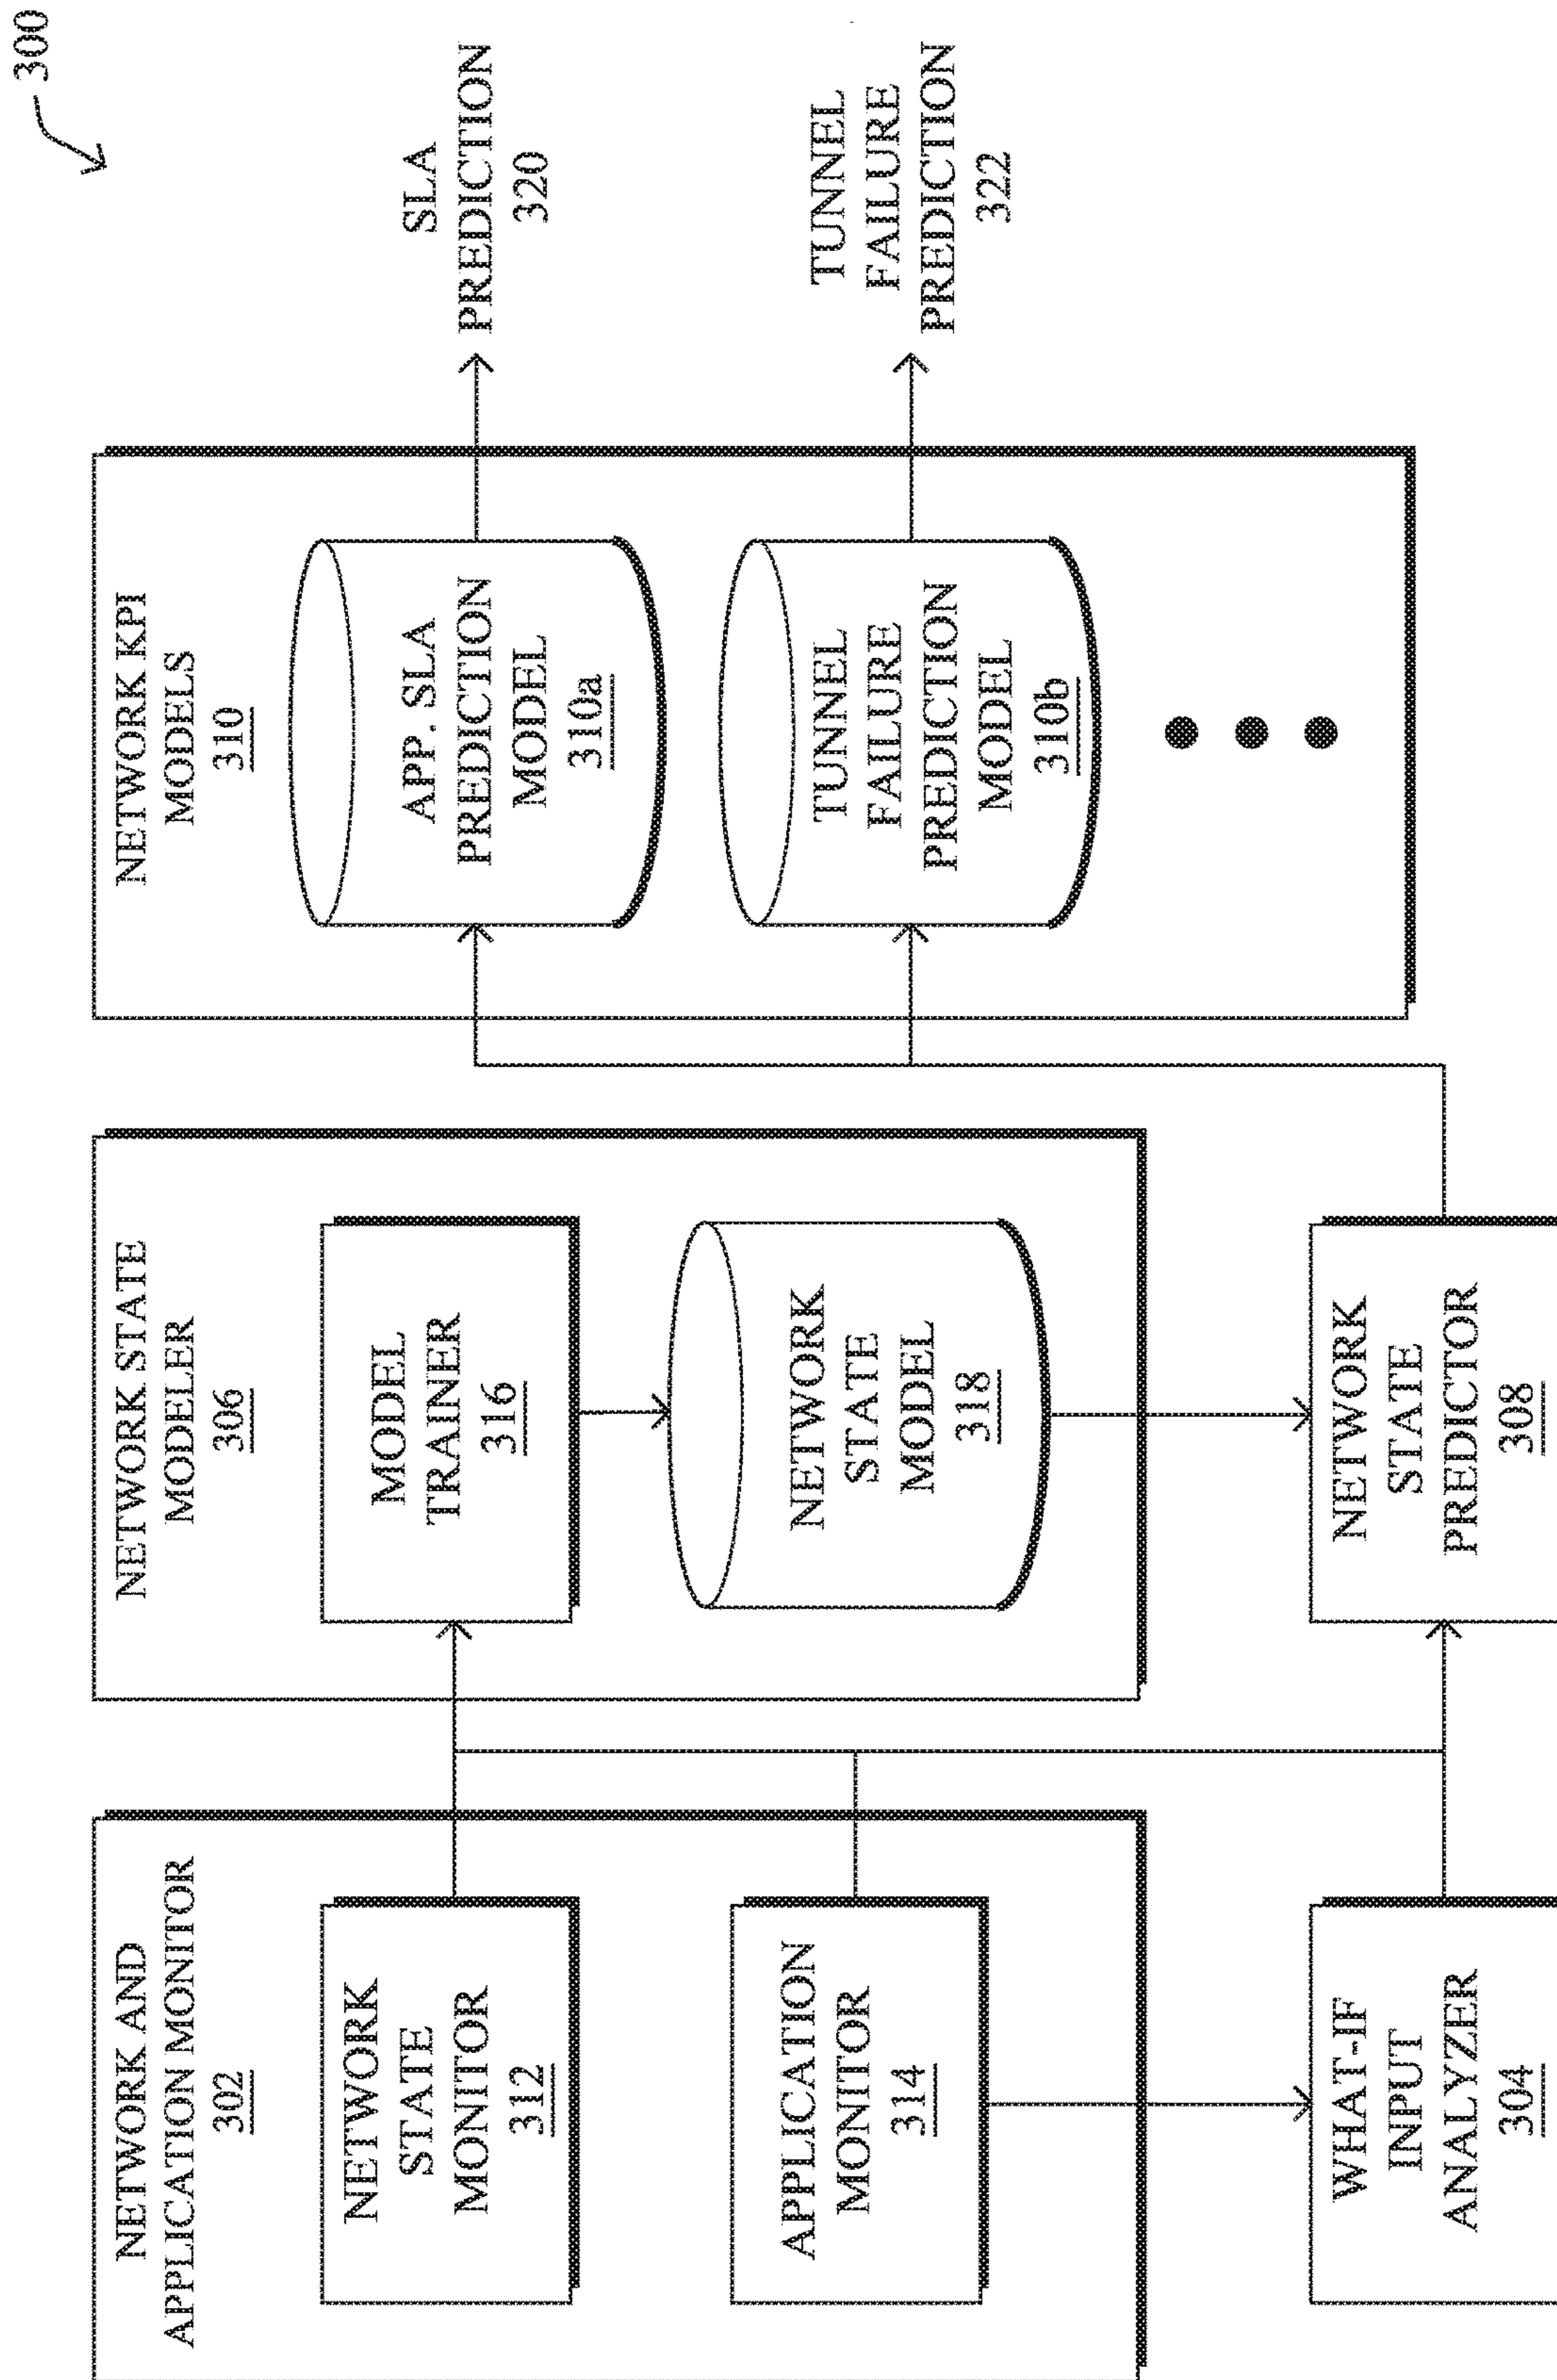 300
NETWORK AND
APPLICATION MONITOR
302
NETWORK
STATE
MONITOR
312
APPLICATION
MONITOR
314
WHAT-IF
INPUT
ANALYZER
304
NETWORK STATE
MODELER
306
MODEL
TRAINER
316
NETWORK
STATE
MODEL
318
NETWORK
STATE
PREDICTOR
308
NETWORK KPI
MODELS
310
APP. SLA
PREDICTION
MODEL
310a
TUNNEL
FAILURE
PREDICTION
MODEL
310b
SLA
PREDICTION
320
TUNNEL
FAILURE
PREDICTION
322